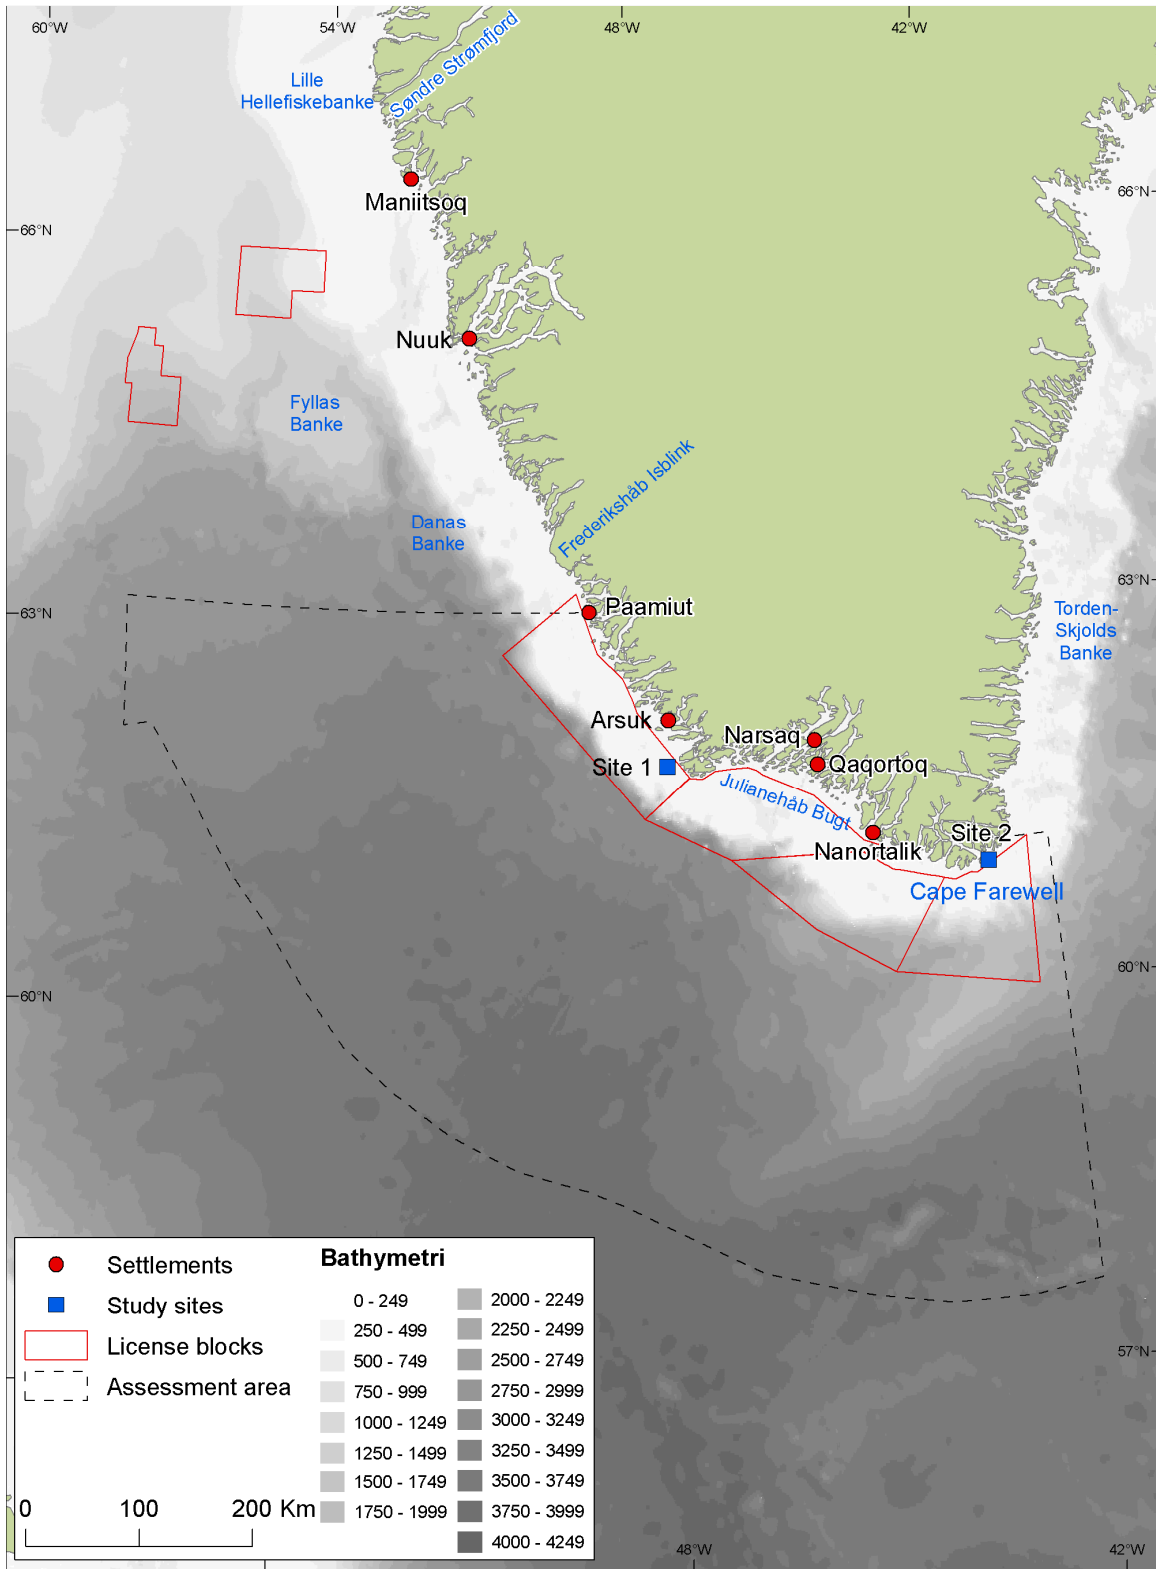 60°W
54°W
48°W
42°W
Lille
Hellefiskebanke
Søndre Strømfjord
Maniitsoq
66°N
66°N
Nuuk
Fyllas
Banke
Frederikshåb Isblink
Danas
Banke
63°N
63°N
Paamiut
Torden-
Skjolds
Banke
Arsuk
Narsaq
Site 1
Qaqortoq
Julianehåb Bugt
Site 2
Nanortalik
Cape Farewell
60°N
60°N
57°N
Settlements
Study sites
License blocks
Assessment area
0 100 200 Km
Bathymetri
0 - 249
250 - 499
500 - 749
750 - 999
1000 - 1249
1250 - 1499
1500 - 1749
1750 - 1999
2000 - 2249
2250 - 2499
2500 - 2749
2750 - 2999
3000 - 3249
3250 - 3499
3500 - 3749
3750 - 3999
4000 - 4249
48°W
42°W